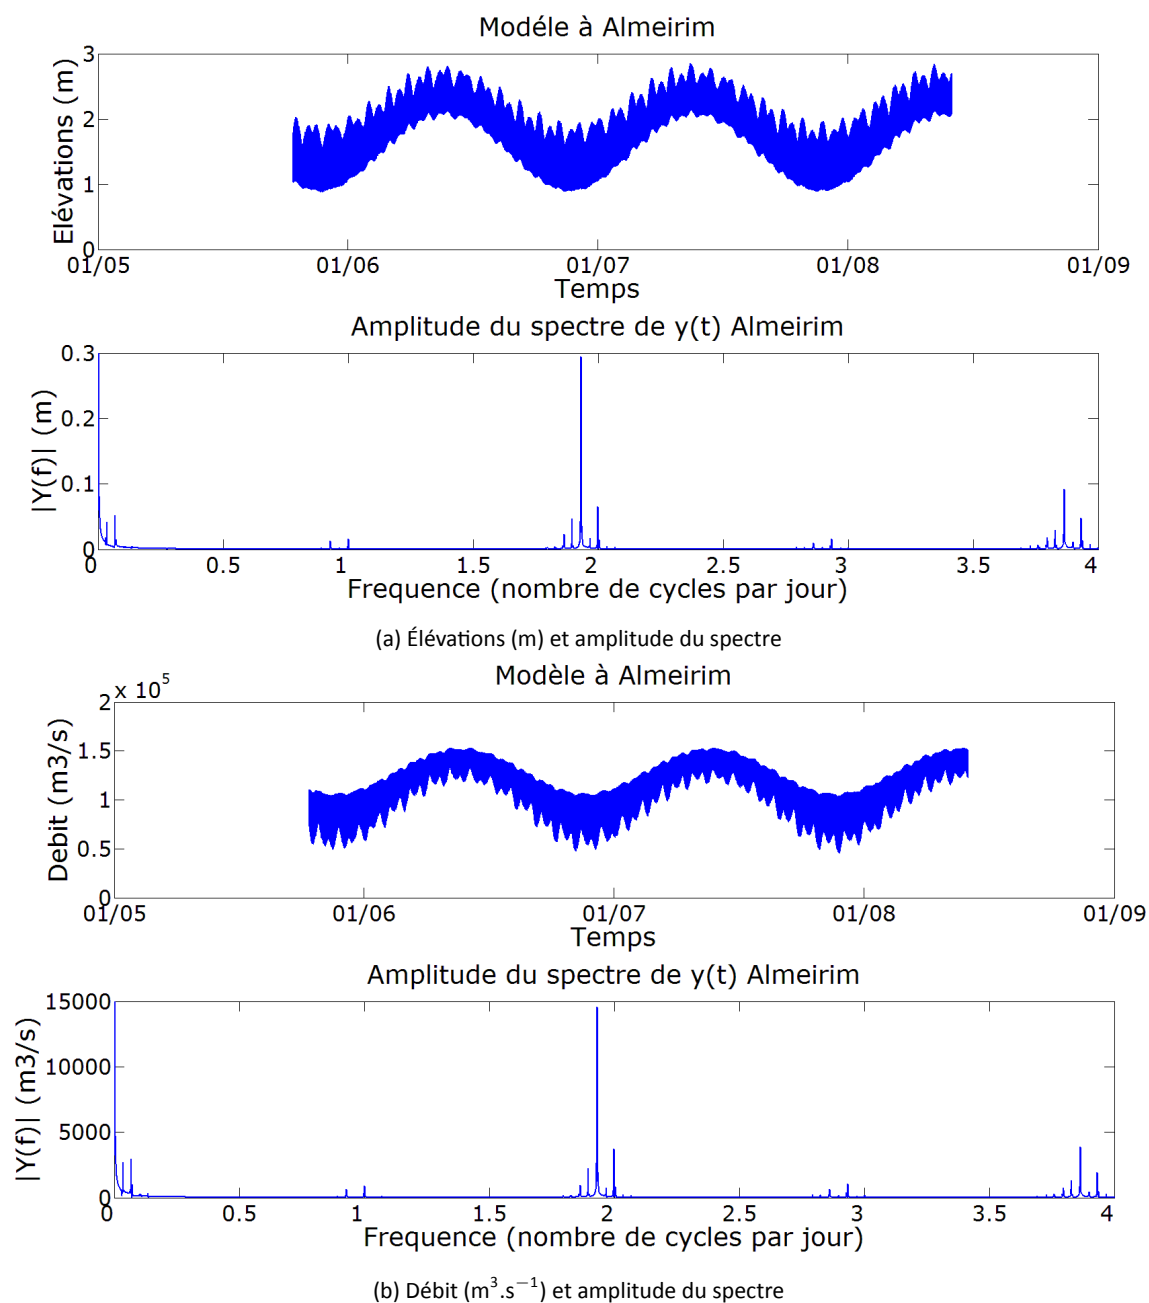 Modéle à Almeirim
Elévations (m)
3
2
1
0
01/05 01/06 01/07 01/08 01/09
Temps
Amplitude du spectre de y(t) Almeirim
|Y(f)| (m)
0.3
0.2
0.1
0
0 0.5 1 1.5 2 2.5 3 3.5 4
Frequence (nombre de cycles par jour)
(a) Élévations (m) et amplitude du spectre
Modèle à Almeirim
Debit (m3/s)
2 x 10⁵
1.5
1
0.5
0
01/05 01/06 01/07 01/08 01/09
Temps
Amplitude du spectre de y(t) Almeirim
|Y(f)| (m3/s)
15000
10000
5000
0
0 0.5 1 1.5 2 2.5 3 3.5 4
Frequence (nombre de cycles par jour)
(b) Débit (m³.s⁻¹) et amplitude du spectre